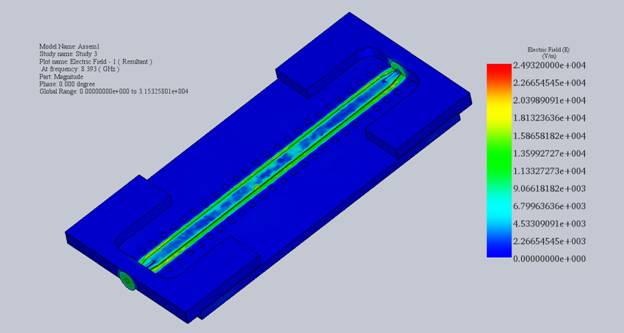 Model Name: Assem1
Study name: Study 3
Plot name: Electric Field - 1 ( Resultant )
At frequency: 8.393 ( GHz )
Part: Magnitude
Phase: 0.000 degree
Global Range: 0.00000000e+000 to 3.15325801e+004
Electric Field (E)
(V/m)
2.49320000e+004
2.26654545e+004
2.03989091e+004
1.81323636e+004
1.58658182e+004
1.35992727e+004
1.13327273e+004
9.06618182e+003
6.79963636e+003
4.53309091e+003
2.26654545e+003
0.00000000e+000